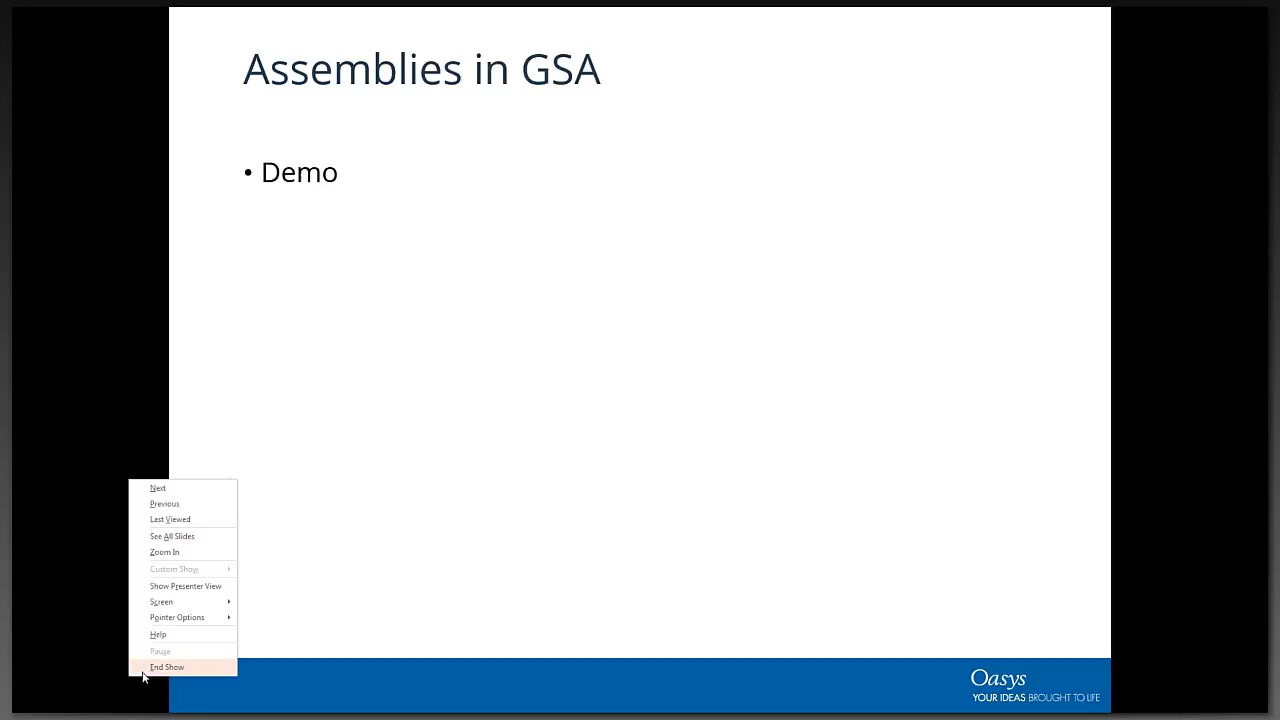 Assemblies in GSA
• Demo
Next
Previous
Last Viewed
See All Slides
Zoom In
Custom Show
Show Presenter View
Screen
Pointer Options
Help
Pause
End Show
Oasys
YOUR IDEAS BROUGHT TO LIFE